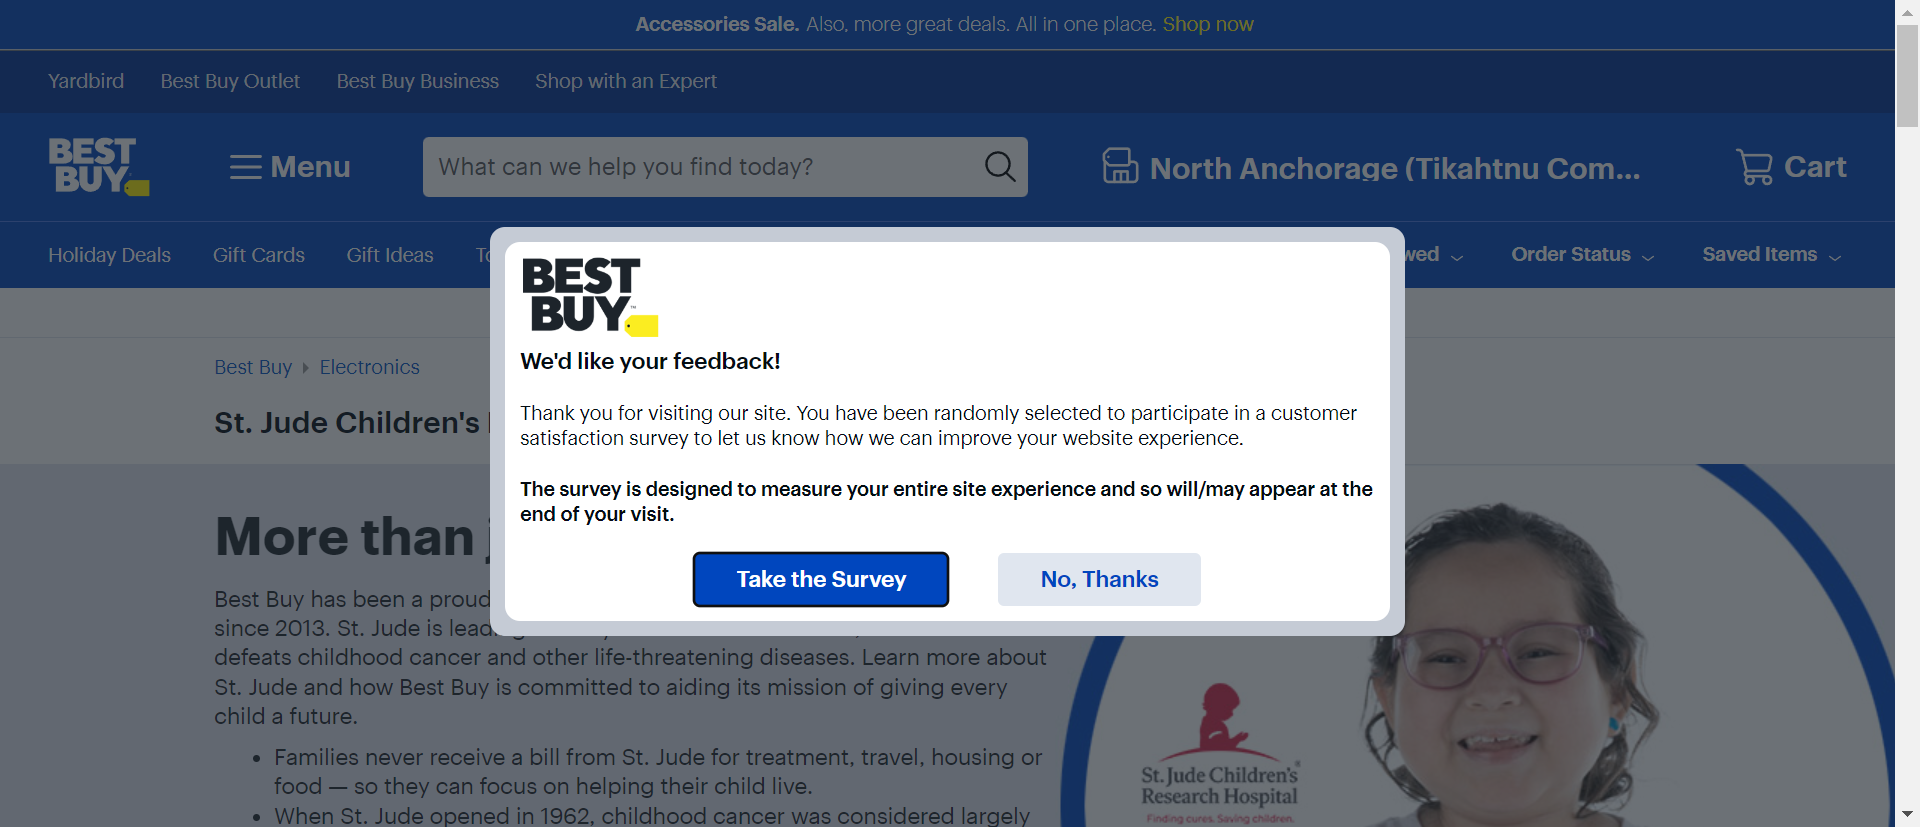 Accessories Sale. Also, more great deals. All in one place. Shop now
Yardbird Best Buy Outlet Best Buy Business Shop with an Expert
BEST BUY
Menu
What can we help you find today?
North Anchorage (Tikahtnu Com...
Cart
Holiday Deals Gift Cards Gift Ideas
Order Status Saved Items
BEST
BUY™
We'd like your feedback!
Thank you for visiting our site. You have been randomly selected to participate in a customer
satisfaction survey to let us know how we can improve your website experience.
The survey is designed to measure your entire site experience and so will/may appear at the
end of your visit.
Take the Survey No, Thanks
Best Buy Electronics
St. Jude Children's
More than
Best Buy has been a proud
since 2013. St. Jude is
defeats childhood cancer and other life-threatening diseases. Learn more about
St. Jude and how Best Buy is committed to aiding its mission of giving every
child a future.
• Families never receive a bill from St. Jude for treatment, travel, housing or
food — so they can focus on helping their child live.
• When St. Jude opened in 1962, childhood cancer was considered largely
St. Jude Children's®
Research Hospital
Finding cures. Saving children.